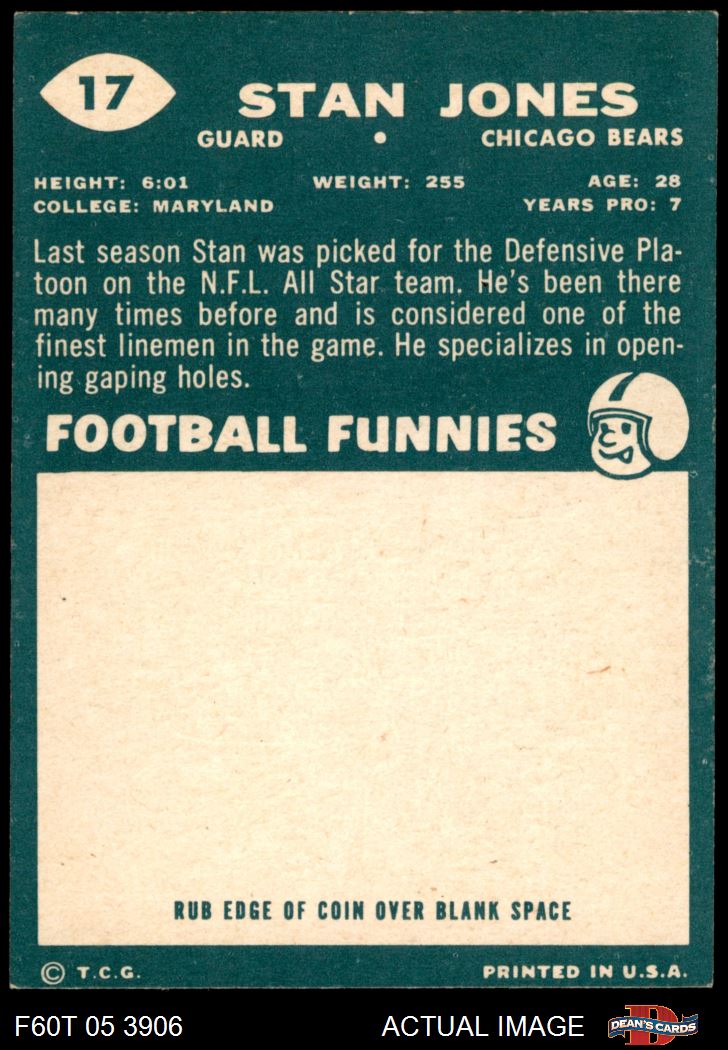 17
STAN JONES
GUARD • CHICAGO BEARS
HEIGHT: 6:01 WEIGHT: 255 AGE: 28
COLLEGE: MARYLAND YEARS PRO: 7
Last season Stan was picked for the Defensive Pla-
toon on the N.F.L. All Star team. He's been there
many times before and is considered one of the
finest linemen in the game. He specializes in open-
ing gaping holes.
FOOTBALL FUNNIES
RUB EDGE OF COIN OVER BLANK SPACE
© T.C.G. PRINTED IN U.S.A.
F60T 05 3906 ACTUAL IMAGE D DEAN'S CARDS